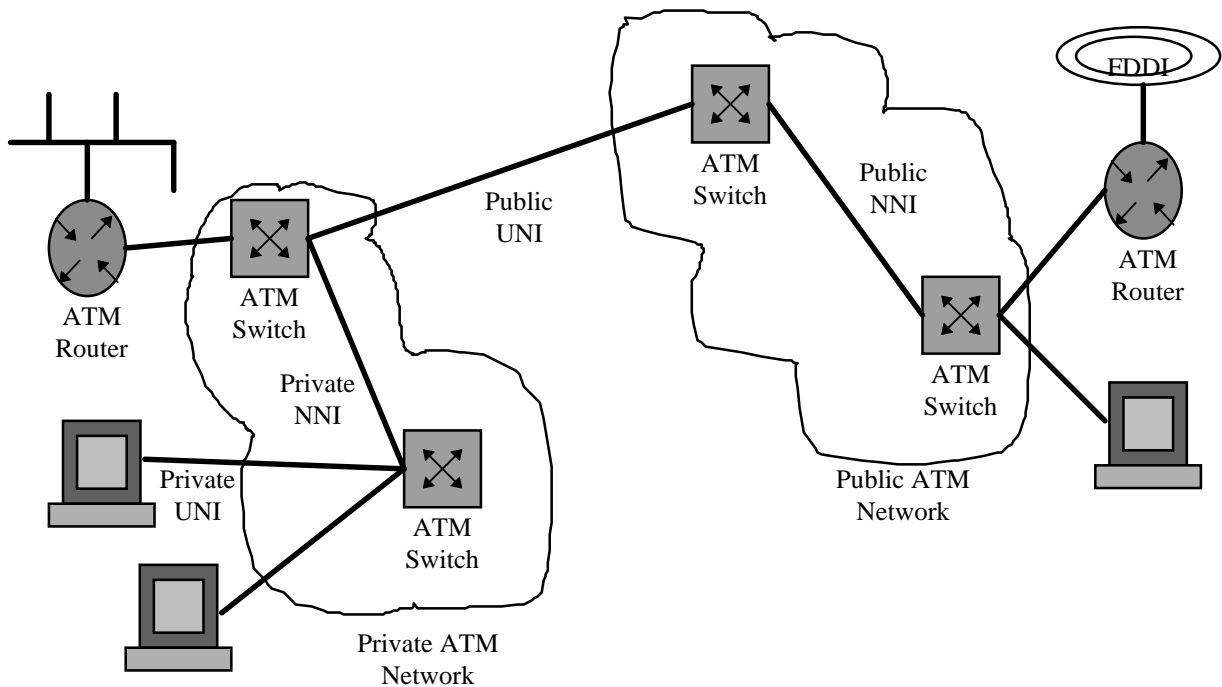 FDDI
ATM
Switch
Public
NNI
Public
UNI
ATM
Router
ATM
Switch
ATM
Router
ATM
Switch
Private
NNI
Private
UNI
Public ATM
Network
ATM
Switch
Private ATM
Network